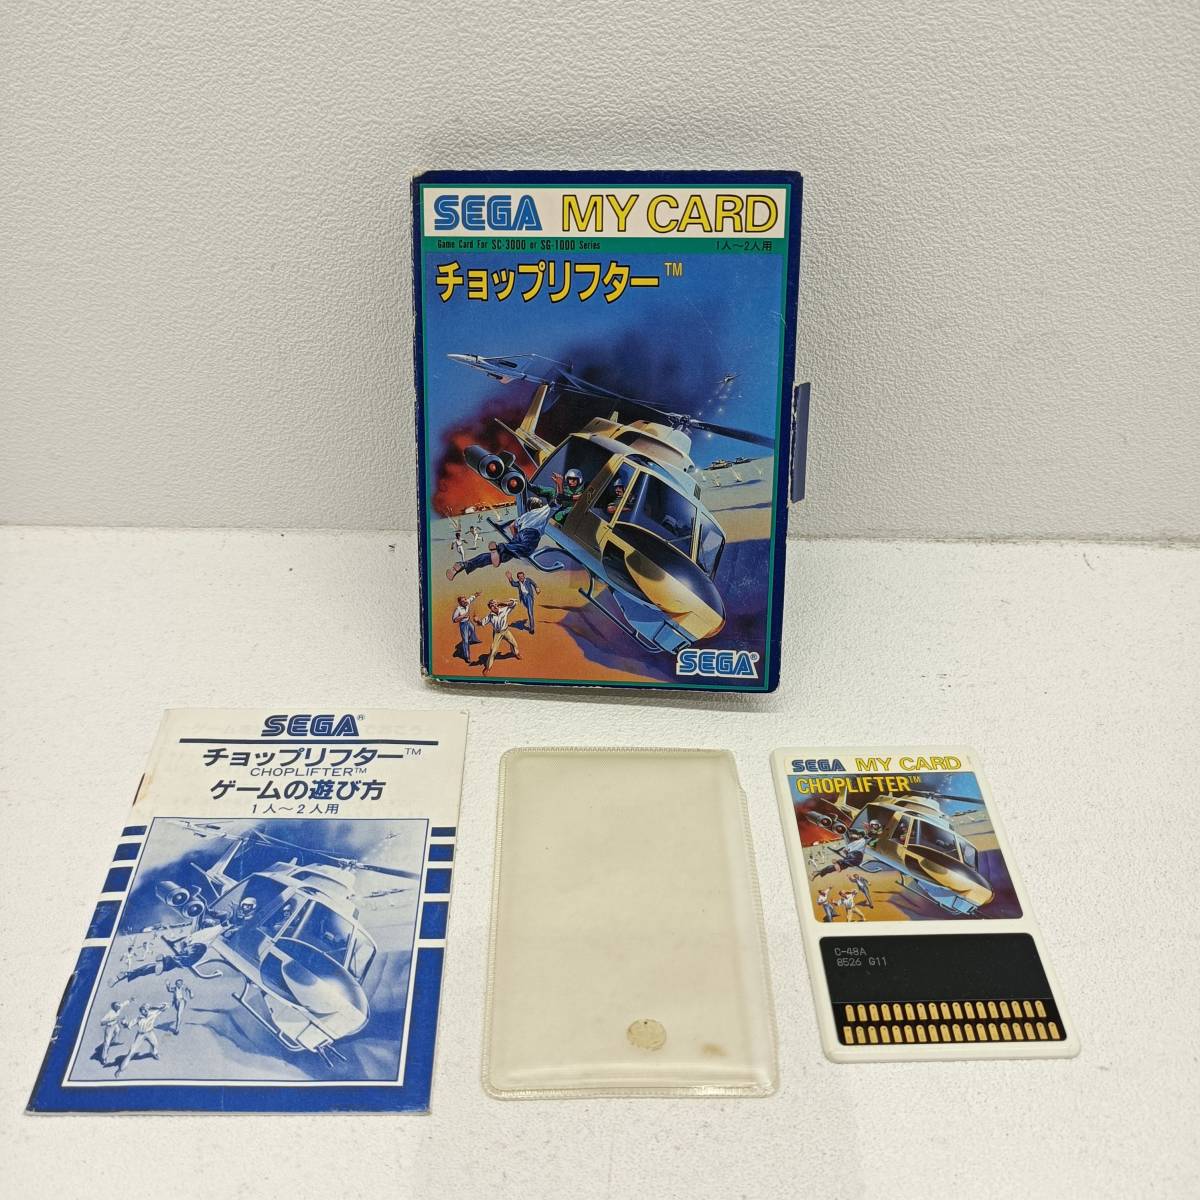 SEGA MY CARD
Game Card For SC-3000 or SG-1000 Series
1人~2人用
チョップリフター™
SEGA®
SEGA®
チョップリフター™
CHOPLIFTER™
ゲームの遊び方
1人~2人用
SEGA MY CARD
CHOPLIFTER™
C-48A
8526 G11